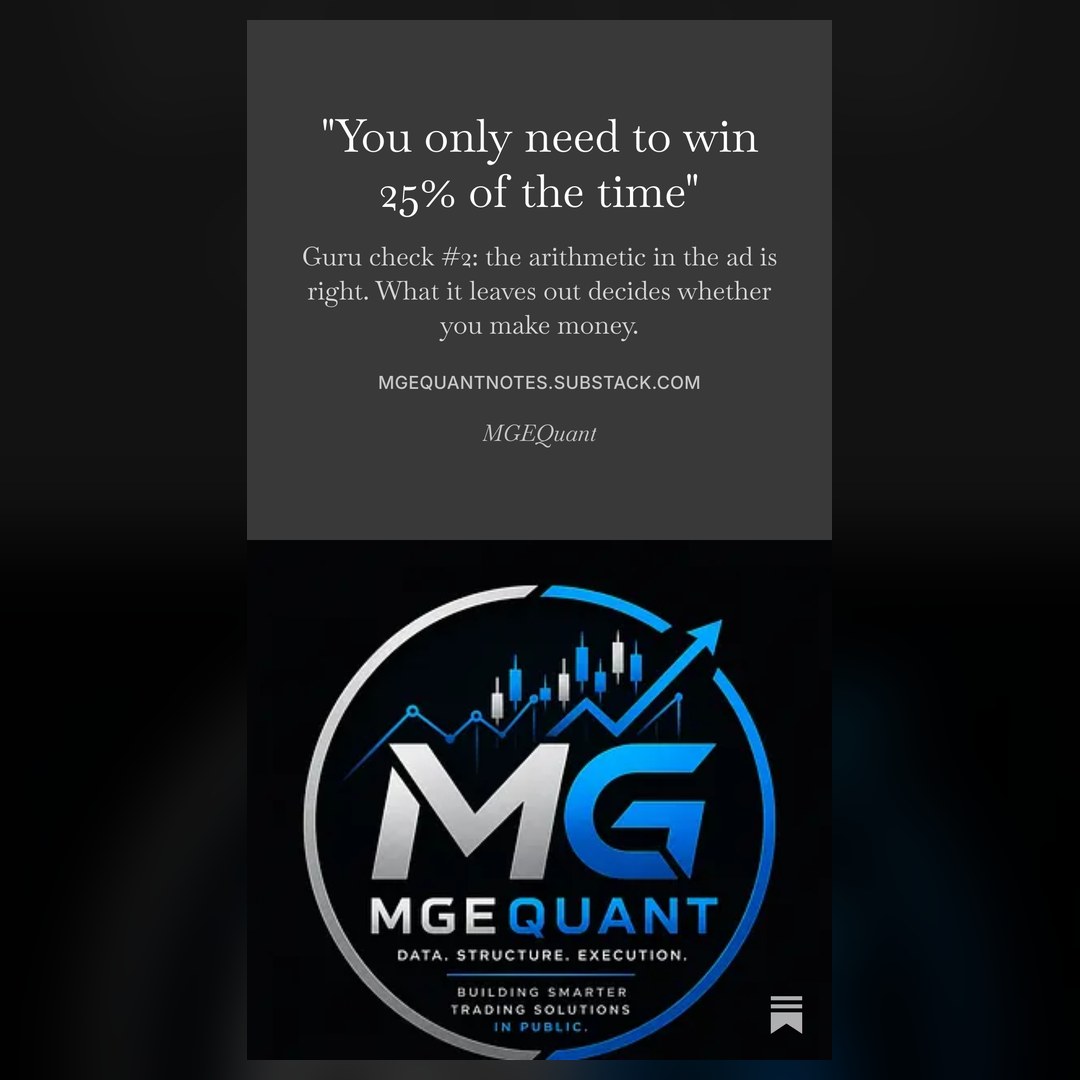 "You only need to win
25% of the time"
Guru check #2: the arithmetic in the ad is
right. What it leaves out decides whether
you make money.
MGEQUANTNOTES.SUBSTACK.COM
MGEQuant
MG
MGEQUANT
DATA. STRUCTURE. EXECUTION.
BUILDING SMARTER
TRADING SOLUTIONS
IN PUBLIC.